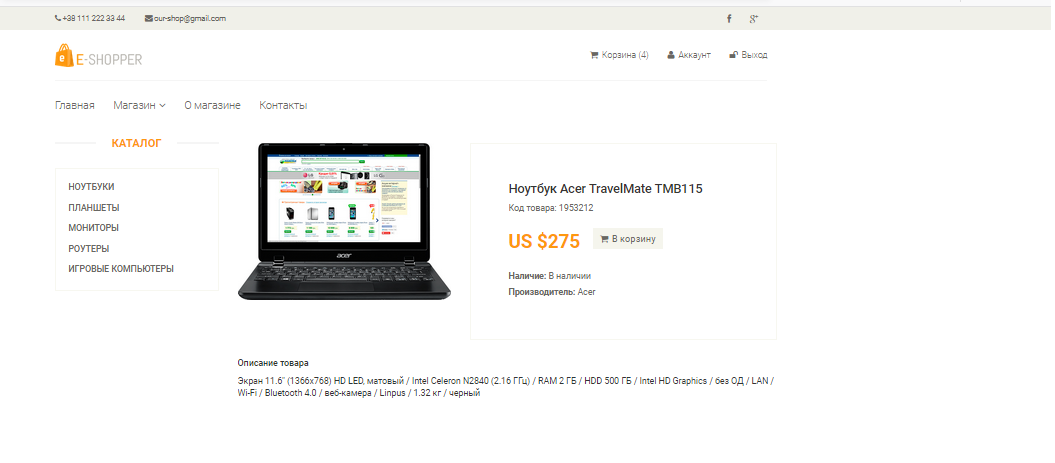 +38 111 222 33 44 our-shop@gmail.com
E-SHOPPER
Корзина (4) Аккаунт Выход
Главная Магазин О магазине Контакты
КАТАЛОГ
НОУТБУКИ
ПЛАНШЕТЫ
МОНИТОРЫ
РОУТЕРЫ
ИГРОВЫЕ КОМПЬЮТЕРЫ
acer
Ноутбук Acer TravelMate TMB115
Код товара: 1953212
US $275 В корзину
Наличие: В наличии
Производитель: Acer
Описание товара
Экран 11.6" (1366x768) HD LED, матовый / Intel Celeron N2840 (2.16 ГГц) / RAM 2 ГБ / HDD 500 ГБ / Intel HD Graphics / без ОД / LAN /
Wi-Fi / Bluetooth 4.0 / веб-камера / Linpus / 1.32 кг / черный